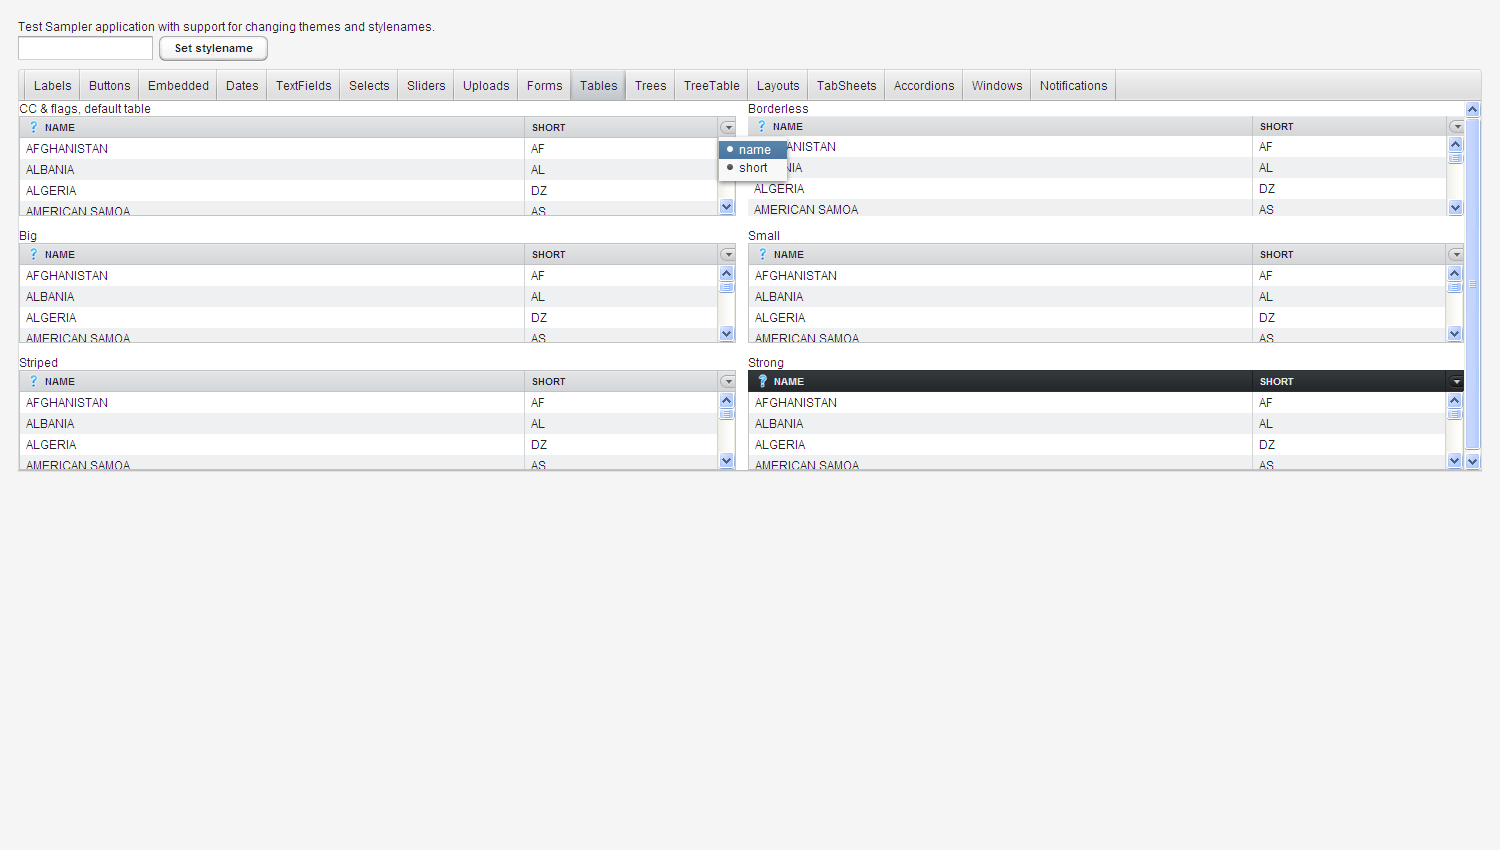 Test Sampler application with support for changing themes and stylenames.
Set stylename
Labels Buttons Embedded Dates TextFields Selects Sliders Uploads Forms Tables Trees TreeTable Layouts TabSheets Accordions Windows Notifications
CC & flags, default table
? NAME SHORT
AFGHANISTAN AF
ALBANIA AL
ALGERIA DZ
AMERICAN SAMOA AS
name
short
Borderless
? NAME SHORT
ANISTAN AF
NIA AL
ALGERIA DZ
AMERICAN SAMOA AS
Big
? NAME SHORT
AFGHANISTAN AF
ALBANIA AL
ALGERIA DZ
AMERICAN SAMOA AS
Small
? NAME SHORT
AFGHANISTAN AF
ALBANIA AL
ALGERIA DZ
AMERICAN SAMOA AS
Striped
? NAME SHORT
AFGHANISTAN AF
ALBANIA AL
ALGERIA DZ
AMERICAN SAMOA AS
Strong
? NAME SHORT
AFGHANISTAN AF
ALBANIA AL
ALGERIA DZ
AMERICAN SAMOA AS